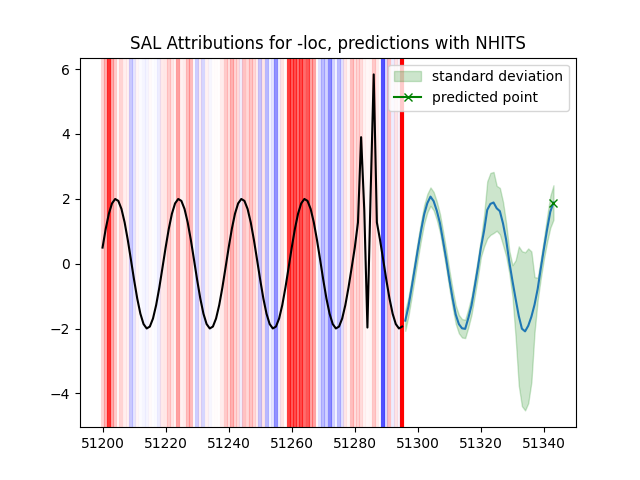 SAL Attributions for -loc, predictions with NHITS
standard deviation
predicted point
6
4
2
0
−2
−4
51200 51220 51240 51260 51280 51300 51320 51340